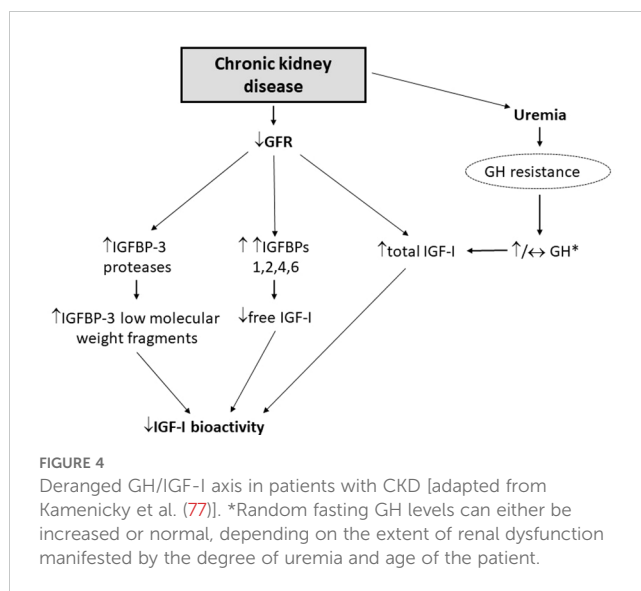 Chronic kidney
disease
Uremia
↓GFR
GH resistance
↑IGFBP-3
proteases
↑ ↑IGFBPs
1,2,4,6
↑total IGF-I
↑/↔ GH*
↑IGFBP-3 low molecular
weight fragments
↓free IGF-I
↓IGF-I bioactivity
FIGURE 4
Deranged GH/IGF-I axis in patients with CKD [adapted from
Kamenicky et al. (77)]. *Random fasting GH levels can either be
increased or normal, depending on the extent of renal dysfunction
manifested by the degree of uremia and age of the patient.